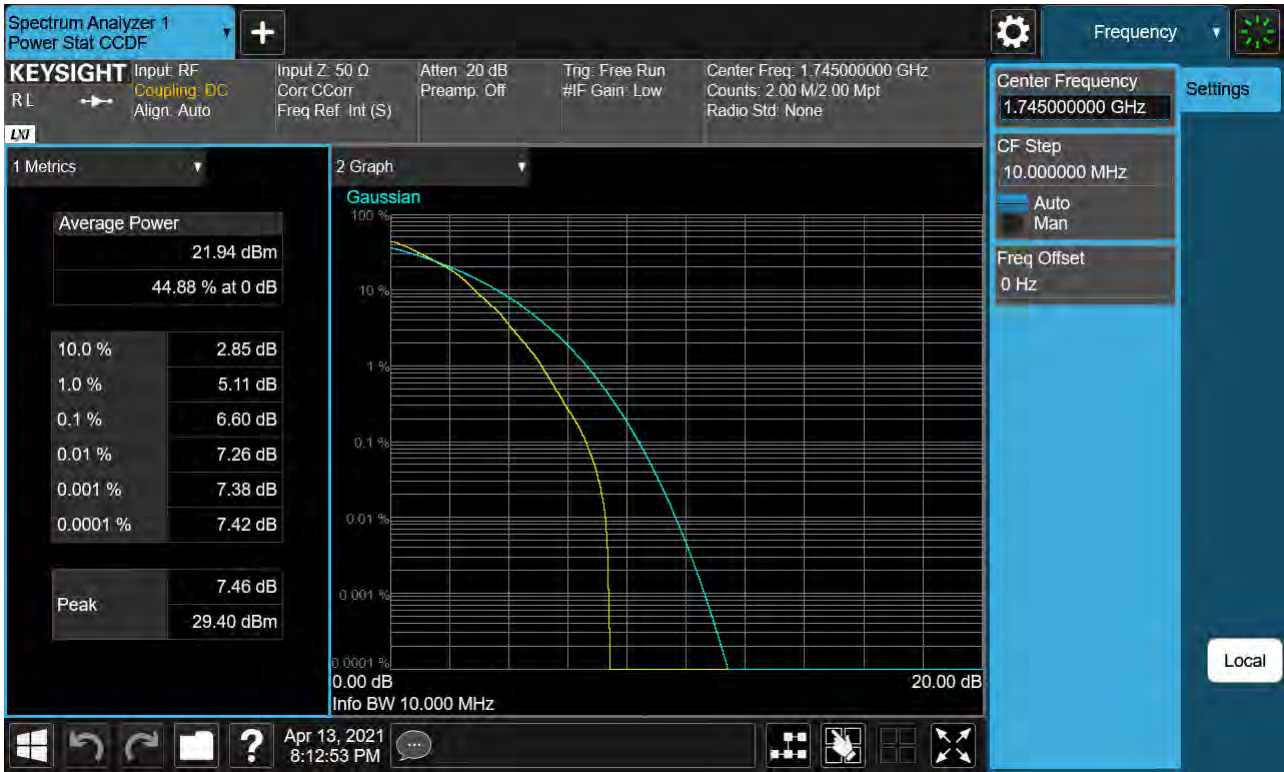 Spectrum Analyzer 1
Power Stat CCDF
Frequency
KEYSIGHT
R L
LXI
Input: RF
Coupling: DC
Align: Auto
Input Z: 50 Ω
Corr CCorr
Freq Ref: Int (S)
Atten: 20 dB
Preamp: Off
Trig: Free Run
#IF Gain: Low
Center Freq: 1.745000000 GHz
Counts: 2.00 M/2.00 Mpt
Radio Std: None
Center Frequency
1.745000000 GHz
Settings
CF Step
10.000000 MHz
Auto
Man
Freq Offset
0 Hz
1 Metrics
Average Power
21.94 dBm
44.88 % at 0 dB
10.0 % 2.85 dB
1.0 % 5.11 dB
0.1 % 6.60 dB
0.01 % 7.26 dB
0.001 % 7.38 dB
0.0001 % 7.42 dB
Peak
7.46 dB
29.40 dBm
2 Graph
Gaussian
100 %
10 %
1 %
0.1 %
0.01 %
0.001 %
0.0001 %
0.00 dB 20.00 dB
Info BW 10.000 MHz
Local
?
Apr 13, 2021
8:12:53 PM